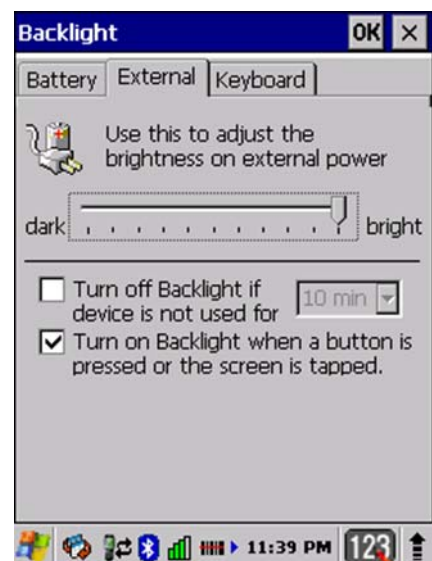 Backlight OK ×
Battery External Keyboard
Use this to adjust the
brightness on external power
dark bright
Turn off Backlight if
device is not used for 10 min
Turn on Backlight when a button is
pressed or the screen is tapped.
11:39 PM 123